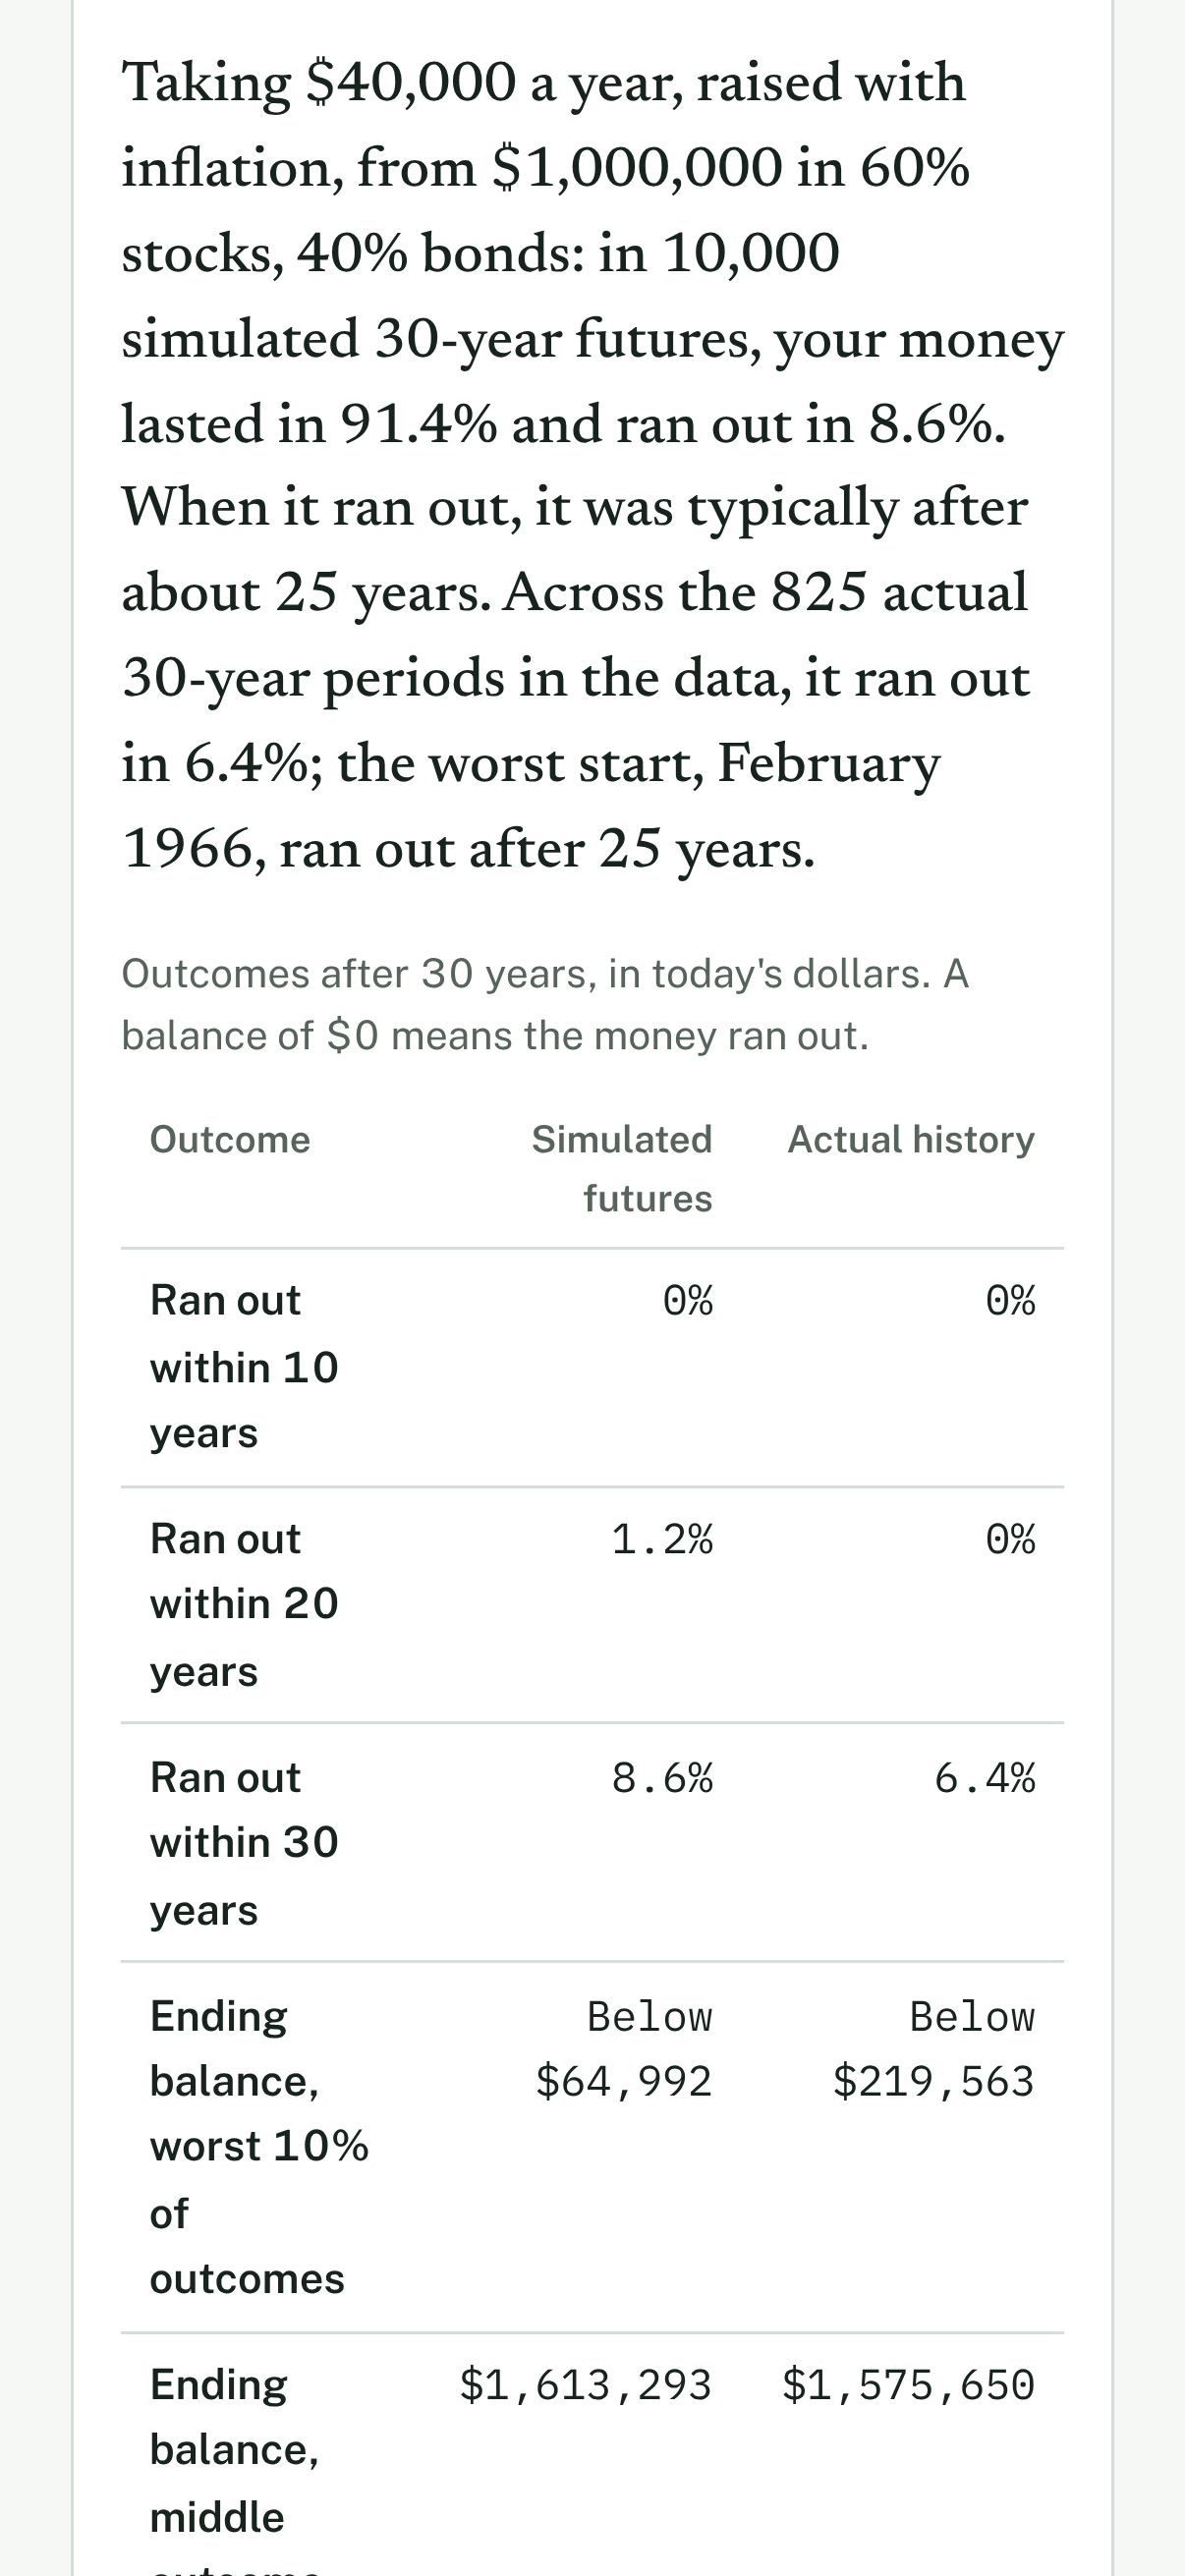 Taking $40,000 a year, raised with
inflation, from $1,000,000 in 60%
stocks, 40% bonds: in 10,000
simulated 30-year futures, your money
lasted in 91.4% and ran out in 8.6%.
When it ran out, it was typically after
about 25 years. Across the 825 actual
30-year periods in the data, it ran out
in 6.4%; the worst start, February
1966, ran out after 25 years.
Outcomes after 30 years, in today's dollars. A
balance of $0 means the money ran out.
Outcome Simulated Actual history
futures
Ran out 0% 0%
within 10
years
Ran out 1.2% 0%
within 20
years
Ran out 8.6% 6.4%
within 30
years
Ending Below Below
balance, $64,992 $219,563
worst 10%
of
outcomes
Ending $1,613,293 $1,575,650
balance,
middle